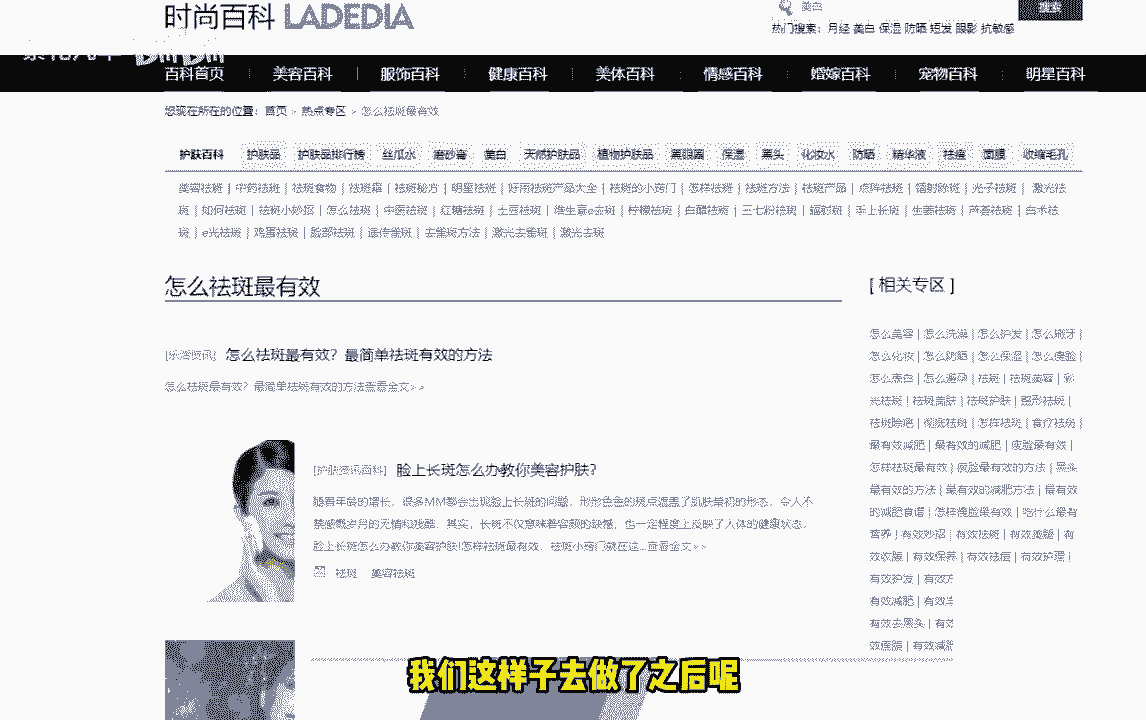 时尚百科 LADEDIA
美白
搜索
热门搜索：月经 美白 保湿 防晒 短发 眼影 抗敏感
百科首页 美容百科 服饰百科 健康百科 美体百科 情感百科 婚嫁百科 宠物百科 明星百科
您现在所在的位置：首页 > 热点专区 > 怎么祛斑最有效
护肤百科 护肤品 护肤品排行榜 丝瓜水 磨砂膏 美白 天然护肤品 植物护肤品 黑眼圈 保湿 黑头 化妆水 防晒 精华液 祛痘 面膜 收缩毛孔
美容祛斑 | 中药祛斑 | 祛斑食物 | 祛斑霜 | 祛斑秘方 | 明星祛斑 | 好用祛斑产品大全 | 祛斑的小窍门 | 怎样祛斑 | 祛斑方法 | 祛斑产品 | 点阵祛斑 | 镭射除斑 | 光子祛斑 | 激光祛
斑 | 如何祛斑 | 祛斑小妙招 | 怎么祛斑 | 中医祛斑 | 红糖祛斑 | 土豆祛斑 | 维生素e去斑 | 柠檬祛斑 | 白醋祛斑 | 三七粉祛斑 | 辐射斑 | 手上长斑 | 生姜祛斑 | 芦荟祛斑 | 白术祛
斑 | e光祛斑 | 鸡蛋祛斑 | 脸部祛斑 | 遗传雀斑 | 去雀斑方法 | 激光去雀斑 | 激光去斑
怎么祛斑最有效
[ 相关专区 ]
怎么祛斑最有效？最简单祛斑有效的方法
怎么祛斑最有效？最简单祛斑有效的方法查看全文>>
[护肤资讯百科] 脸上长斑怎么办教你美容护肤?
随着年龄的增长，很多MM都会出现脸上长斑的问题，形形色色的斑点遮盖了肌肤最初的形态，令人不
禁感慨岁月的无情和残酷。其实，长斑不仅意味着容颜的缺憾，也一定程度上反映了人体的健康状态，
脸上长斑怎么办教你美容护肤!怎样祛斑最有效，祛斑小窍门就在这...查看全文>>
祛斑 美容祛斑
怎么美容 | 怎么洗澡 | 怎么护发 | 怎么刷牙 |
怎么化妆 | 怎么防晒 | 怎么保湿 | 怎么瘦脸 |
怎么美白 | 怎么避孕 | 祛斑 | 祛斑美容 | 彩
光祛斑 | 祛斑美肤 | 祛斑护肤 | 整形祛斑 |
祛斑除疤 | 彻底祛斑 | 怎样祛斑 | 食疗祛斑 |
最有效减肥 | 最有效的减肥 | 瘦脸最有效 |
怎样祛斑最有效 | 瘦脸最有效的方法 | 黑头
最有效的方法 | 最有效的减肥方法 | 最有效
的减肥食谱 | 怎样瘦脸最有效 | 吃什么最有
营养 | 有效妙招 | 有效祛斑 | 有效瘦腿 | 有
效收腹 | 有效保养 | 有效祛痘 | 有效护理 |
有效护发 | 有效
有效减肥 | 有效
有效去黑头 | 有效
效瘦腹 | 有效减肥
我们这样子去做了之后呢